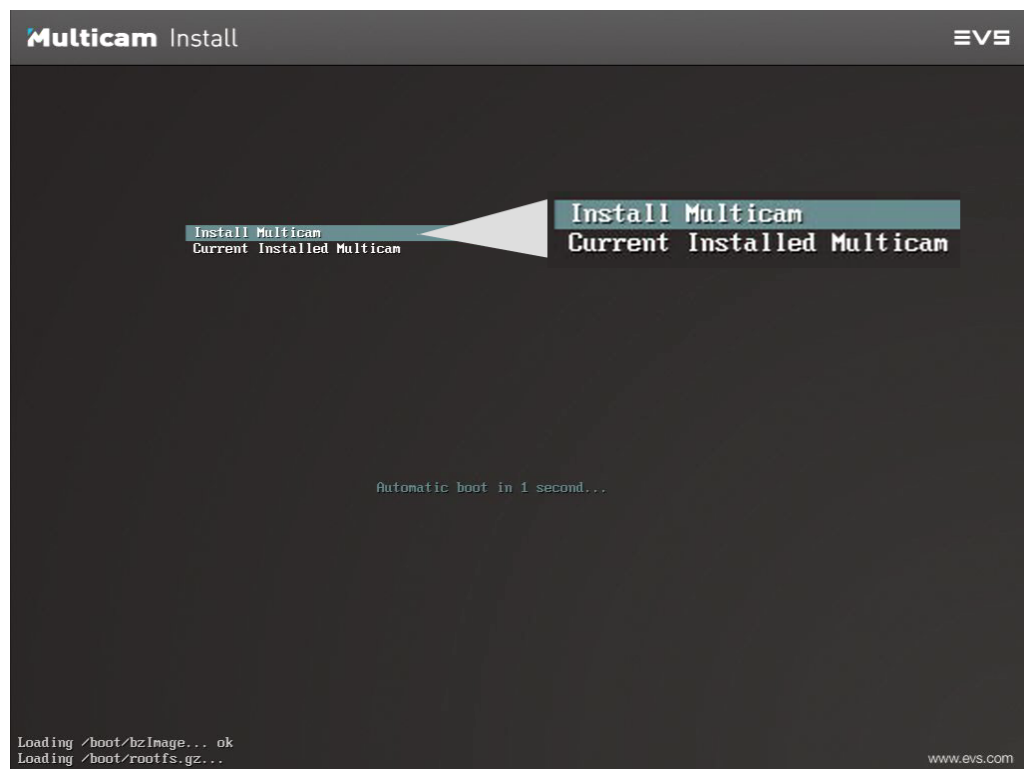 Multicam Install
EVS
Install Multicam
Current Installed Multicam
Install Multicam
Current Installed Multicam
Automatic boot in 1 second...
Loading /boot/bzImage... ok
Loading /boot/rootfs.gz...
www.evs.com